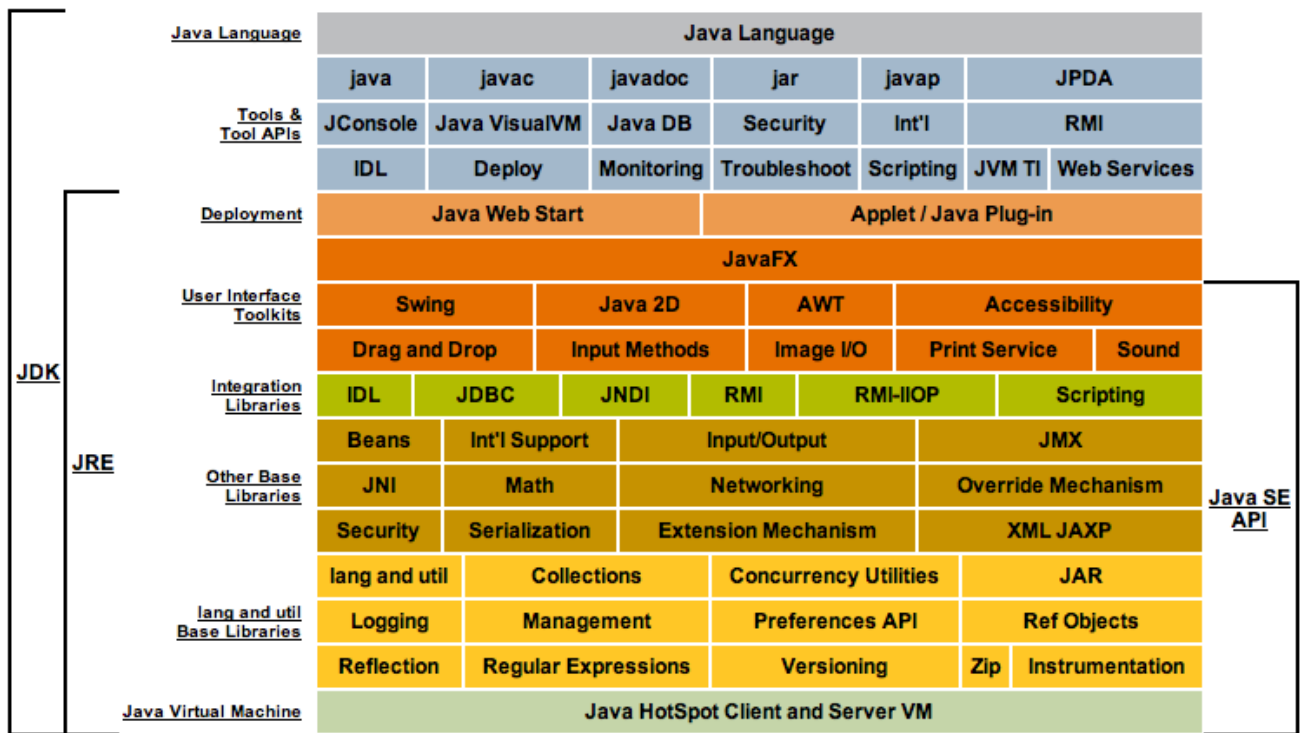 Java Language Java Language
java javac javadoc jar javap JPDA
Tools &
Tool APIs
JConsole Java VisualVM Java DB Security Int'l RMI
IDL Deploy Monitoring Troubleshoot Scripting JVM TI Web Services
Deployment Java Web Start Applet / Java Plug-in
JavaFX
User Interface
Toolkits
Swing Java 2D AWT Accessibility
Drag and Drop Input Methods Image I/O Print Service Sound
JDK
Integration
Libraries
IDL JDBC JNDI RMI RMI-IIOP Scripting
Beans Int'l Support Input/Output JMX
JRE
Other Base
Libraries
JNI Math Networking Override Mechanism
Java SE
API
Security Serialization Extension Mechanism XML JAXP
lang and util Collections Concurrency Utilities JAR
lang and util
Base Libraries
Logging Management Preferences API Ref Objects
Reflection Regular Expressions Versioning Zip Instrumentation
Java Virtual Machine Java HotSpot Client and Server VM